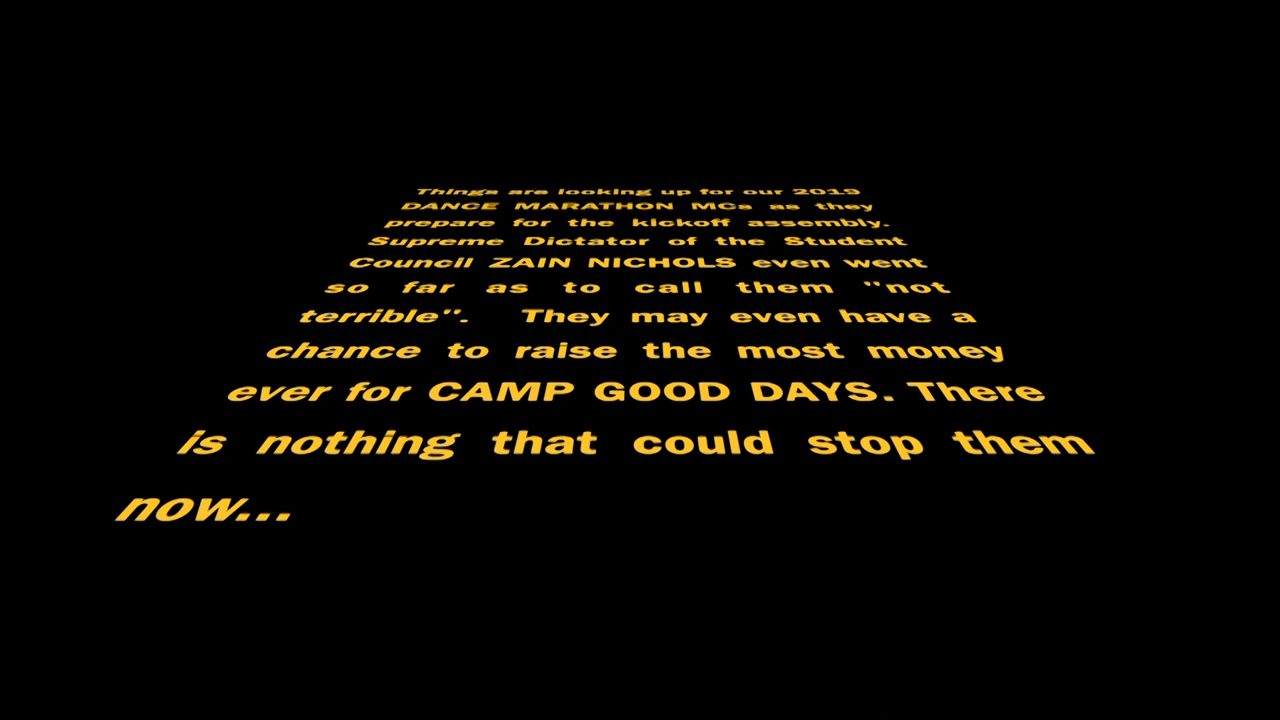 Things are looking up for our 2019
DANCE MARATHON MCs as they
prepare for the kickoff assembly.
Supreme Dictator of the Student
Council ZAIN NICHOLS even went
so far as to call them "not
terrible". They may even have a
chance to raise the most money
ever for CAMP GOOD DAYS. There
is nothing that could stop them
now...